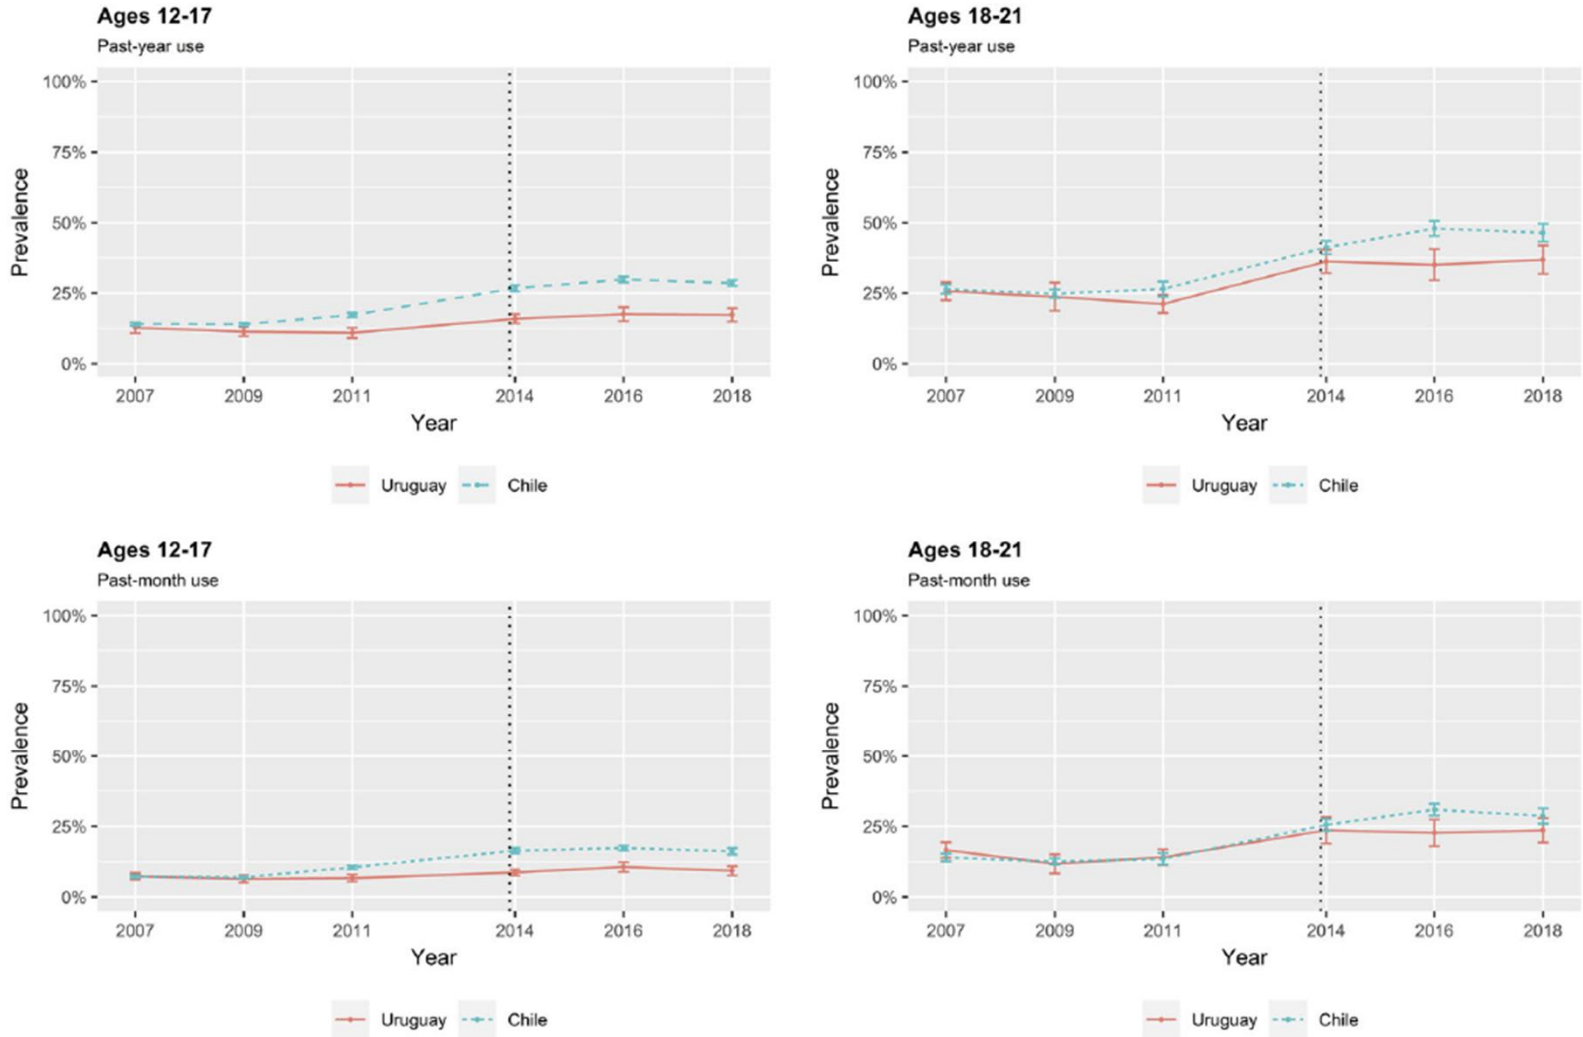 Ages 12-17
Past-year use
100%
75%
50%
25%
0%
Prevalence
2007 2009 2011 2014 2016 2018
Year
Uruguay Chile
Ages 18-21
Past-year use
100%
75%
50%
25%
0%
Prevalence
2007 2009 2011 2014 2016 2018
Year
Uruguay Chile
Ages 12-17
Past-month use
100%
75%
50%
25%
0%
Prevalence
2007 2009 2011 2014 2016 2018
Year
Uruguay Chile
Ages 18-21
Past-month use
100%
75%
50%
25%
0%
Prevalence
2007 2009 2011 2014 2016 2018
Year
Uruguay Chile